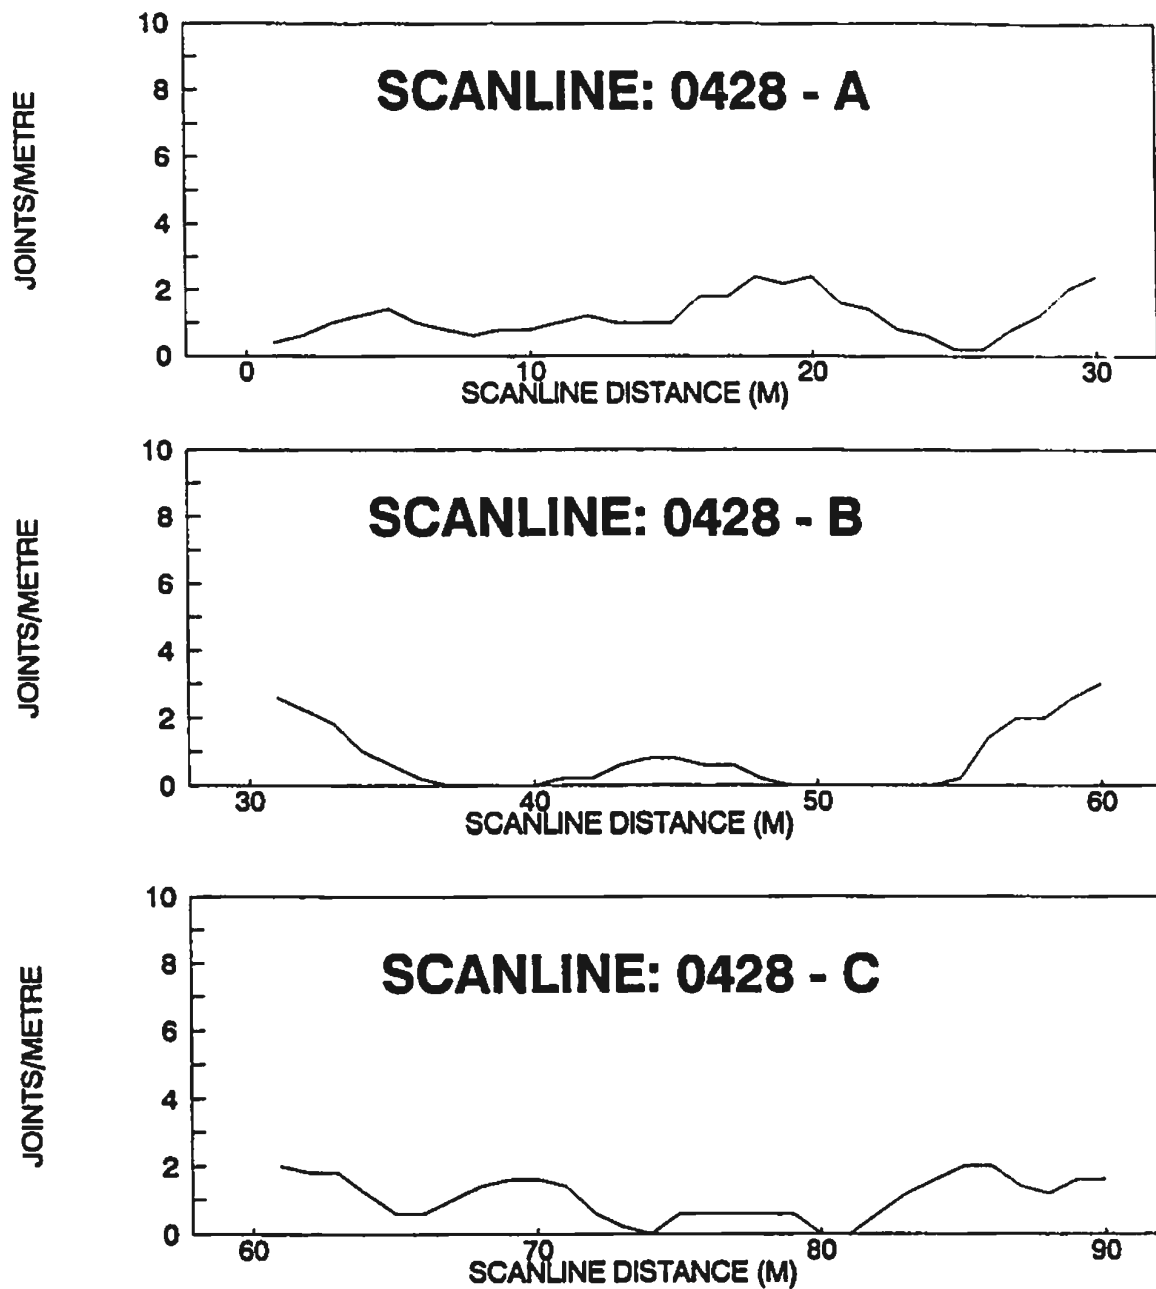 SCANLINE: 0428 - A
JOINTS/METRE
10
8
6
4
2
0
0 10 20 30
SCANLINE DISTANCE (M)
SCANLINE: 0428 - B
JOINTS/METRE
10
8
6
4
2
0
30 40 50 60
SCANLINE DISTANCE (M)
SCANLINE: 0428 - C
JOINTS/METRE
10
8
6
4
2
0
60 70 80 90
SCANLINE DISTANCE (M)